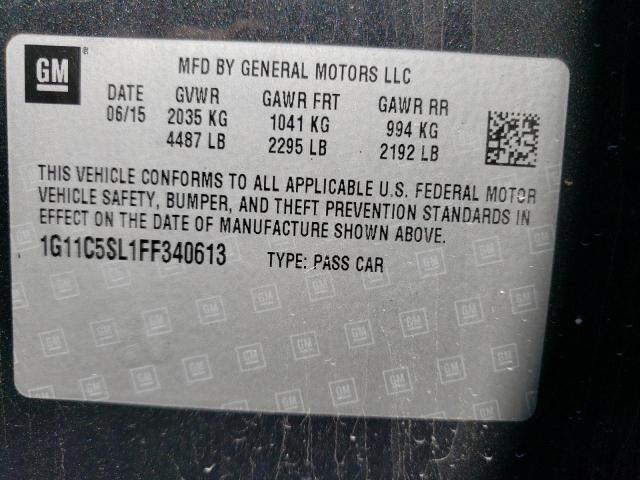 GM®
MFD BY GENERAL MOTORS LLC
DATE GVWR GAWR FRT GAWR RR
06/15 2035 KG 1041 KG 994 KG
4487 LB 2295 LB 2192 LB
THIS VEHICLE CONFORMS TO ALL APPLICABLE U.S. FEDERAL MOTOR
VEHICLE SAFETY, BUMPER, AND THEFT PREVENTION STANDARDS IN
EFFECT ON THE DATE OF MANUFACTURE SHOWN ABOVE.
1G11C5SL1FF340613 TYPE: PASS CAR